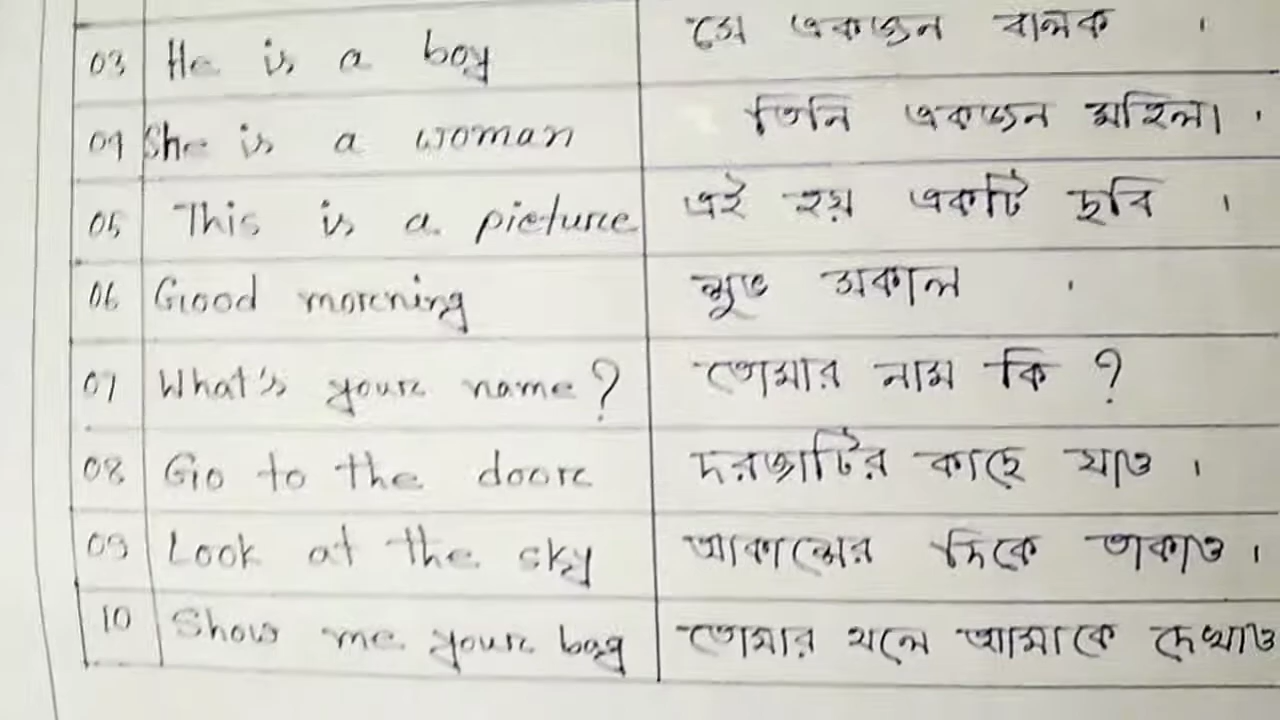 03 He is a boy সে একজন বালক ।
04 She is a woman তিনি একজন মহিলা ।
05 This is a picture এই হয় একটি ছবি ।
06 Good morning শুভ সকাল ।
07 What's your name? তোমার নাম কি ?
08 Go to the door দরজাটির কাছে যাও ।
09 Look at the sky আকাশের দিকে তাকাও ।
10 Show me your bag তোমার থলে আমাকে দেখাও